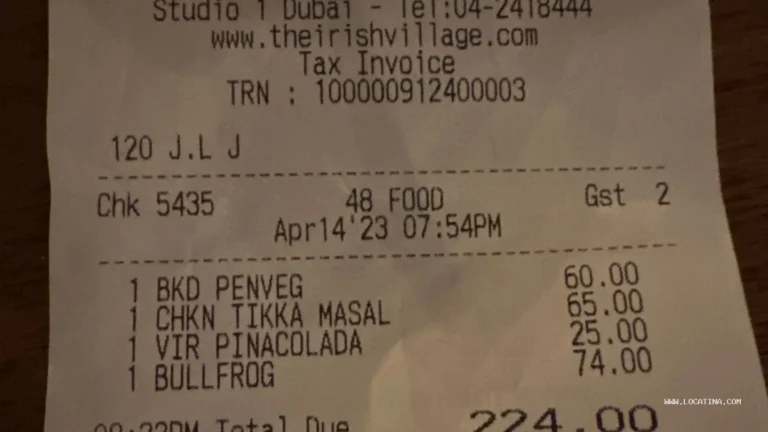 Studio 1 Dubai - Tel:04-2418444
www.theirishvillage.com
Tax Invoice
TRN : 100000912400003
120 J.L J
Chk 5435 48 FOOD Gst 2
Apr14'23 07:54PM
1 BKD PENVEG 60.00
1 CHKN TIKKA MASAL 65.00
1 VIR PINACOLADA 25.00
1 BULLFROG 74.00
Total Due 224.00
WWW.LOCATINA.COM